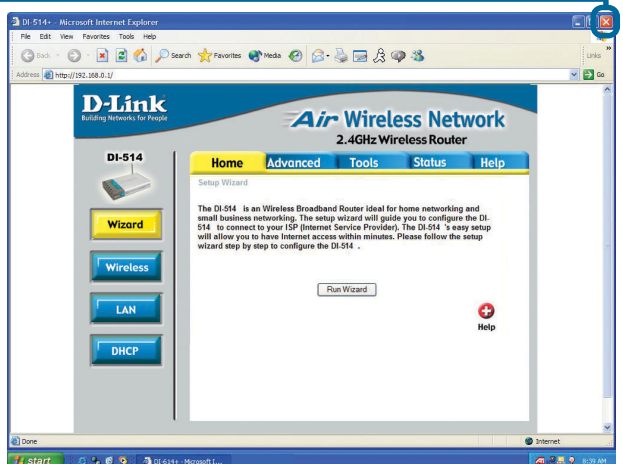 DI-514+ - Microsoft Internet Explorer
File Edit View Favorites Tools Help
Back Search Favorites Media
Links
Address http://192.168.0.1/ Go
D-Link
Building Networks for People
Air Wireless Network
2.4GHz Wireless Router
DI-514
Home Advanced Tools Status Help
Setup Wizard
The DI-514 is an Wireless Broadband Router ideal for home networking and
small business networking. The setup wizard will guide you to configure the DI-
514 to connect to your ISP (Internet Service Provider). The DI-514 's easy setup
will allow you to have Internet access within minutes. Please follow the setup
wizard step by step to configure the DI-514 .
Wizard
Wireless
LAN
DHCP
Run Wizard
Help
Done Internet
start DI-614+ - Microsoft I... 8:39 AM